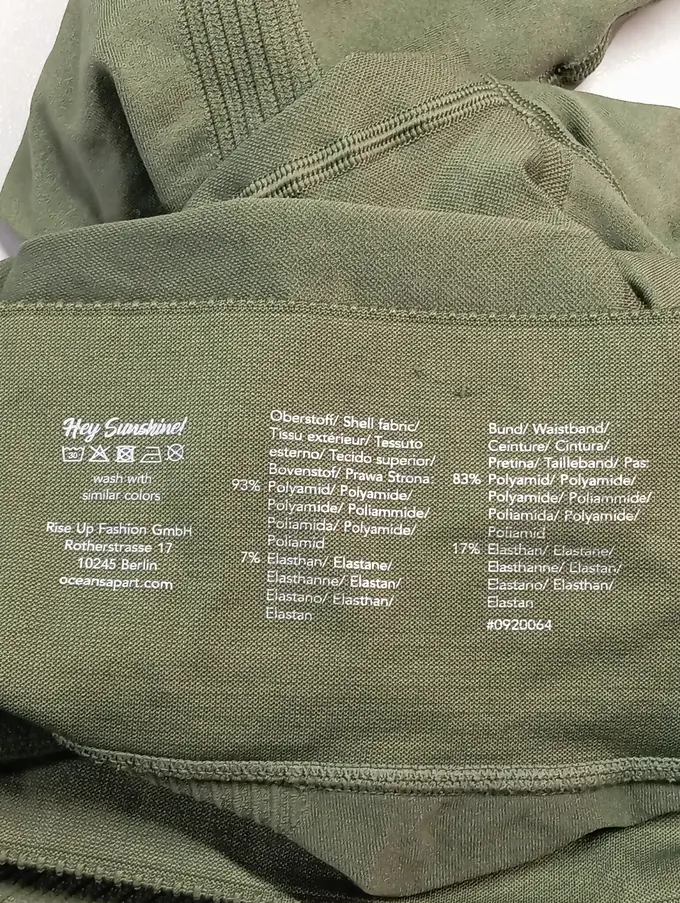 Hey Sunshine!
30
wash with
similar colors
Rise Up Fashion GmbH
Rotherstrasse 17
10245 Berlin
oceansapart.com
Oberstoff/ Shell fabric/
Tissu extérieur/ Tessuto
esterno/ Tecido superior/
Bovenstof/ Prawa Strona:
93% Polyamid/ Polyamide/
Polyamide/ Poliammide/
Poliamida/ Polyamide/
Poliamid
7% Elasthan/ Elastane/
Elasthanne/ Elastan/
Elastano/ Elasthan/
Elastan
Bund/ Waistband/
Ceinture/ Cintura/
Pretina/ Tailleband/ Pas:
83% Polyamid/ Polyamide/
Polyamide/ Poliammide/
Poliamida/ Polyamide/
Poliamid
17% Elasthan/ Elastane/
Elasthanne/ Elastan/
Elastano/ Elasthan/
Elastan
#0920064